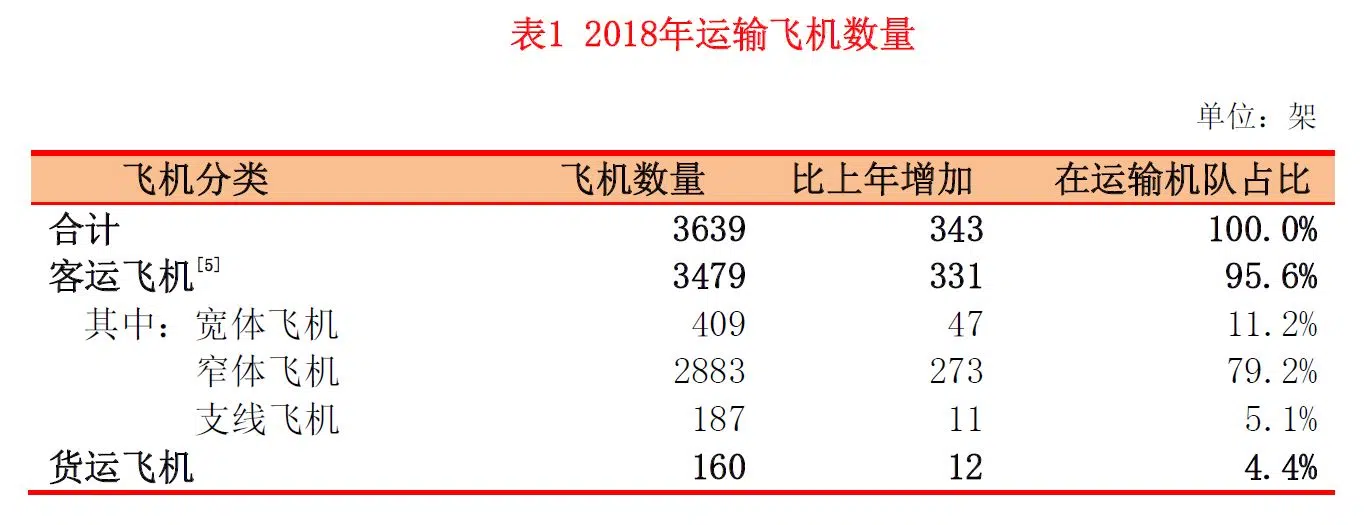 表1 2018年运输飞机数量
单位：架
飞机分类 飞机数量 比上年增加 在运输机队占比
合计 3639 343 100.0%
客运飞机[5] 3479 331 95.6%
其中：宽体飞机 409 47 11.2%
窄体飞机 2883 273 79.2%
支线飞机 187 11 5.1%
货运飞机 160 12 4.4%